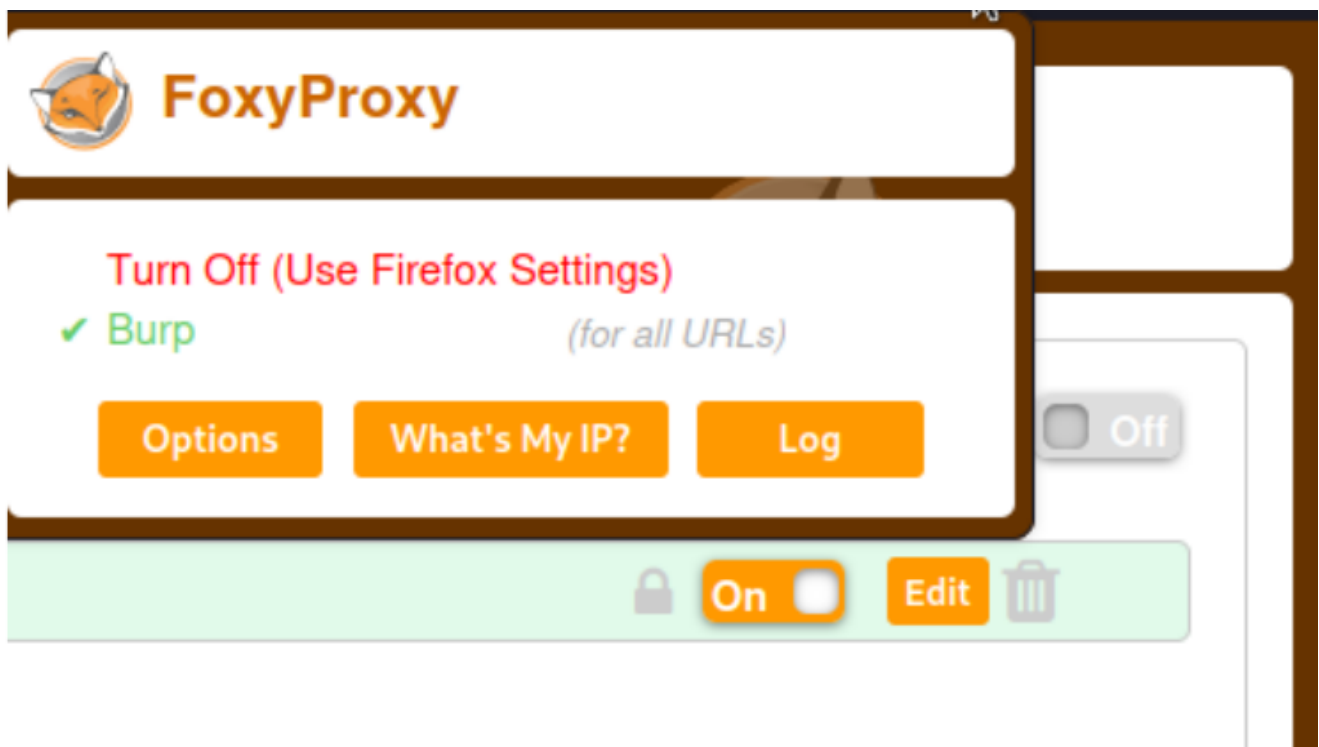 FoxyProxy
Turn Off (Use Firefox Settings)
✔ Burp (for all URLs)
Options What's My IP? Log
Off
On Edit